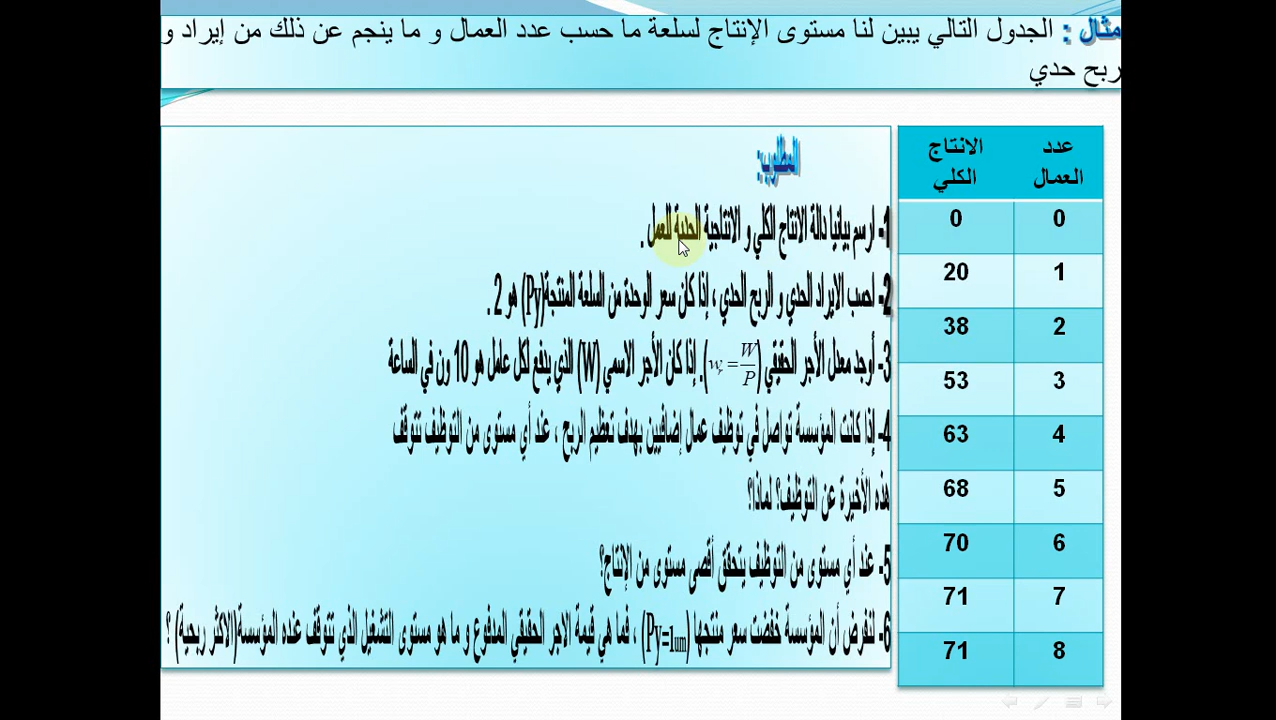 مثال : الجدول التالي يبين لنا مستوى الإنتاج لسلعة ما حسب عدد العمال و ما ينجم عن ذلك من إيراد و
ربح حدي
المطلوب:
1- ارسم بيانيا دالة الانتاج الكلي و الانتاجية الحدية للعمل .
2- احسب الايراد الحدي و الربح الحدي ، إذا كان سعر الوحدة من السلعة المنتجة(Py) هو 2 .
3- أوجد معدل الأجر الحقيقي (w = W/P). إذا كان الأجر الاسمي (W) الذي يدفع لكل عامل هو 10 ون في الساعة
4- إذا كانت المؤسسة تواصل في توظيف عمال إضافيين بهدف تعظيم الربح ، عند أي مستوى من التوظيف تتوقف
هذه الأخيرة عن التوظيف؟ لماذا؟
5- عند أي مستوى من التوظيف يتحقق أقصى مستوى من الإنتاج؟
6- لنفرض أن المؤسسة خفضت سعر منتجها (Py=1um) ، فما هي قيمة الاجر الحقيقي المدفوع و ما هو مستوى التشغيل الذي تتوقف عنده المؤسسة(الاكثر ربحية) ؟
عدد الانتاج
العمال الكلي
0 0
1 20
2 38
3 53
4 63
5 68
6 70
7 71
8 71